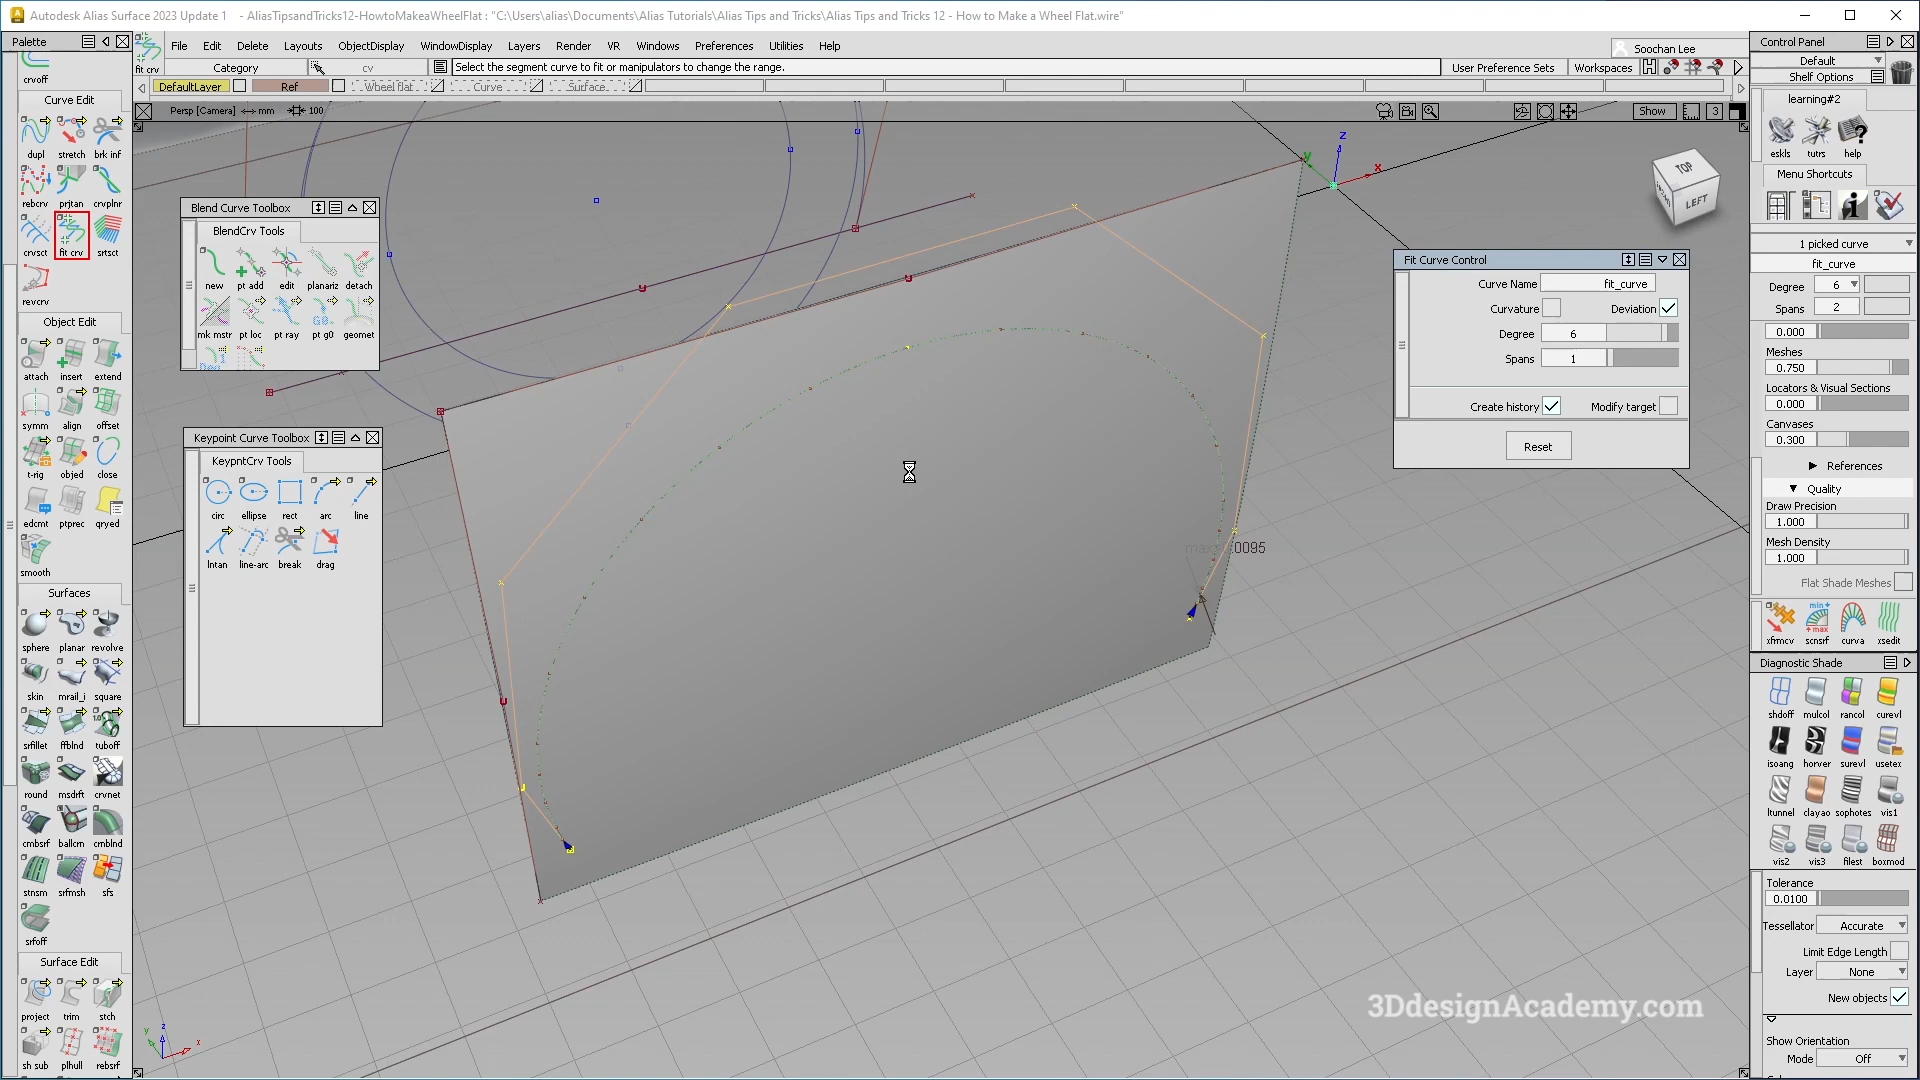 Autodesk Alias Surface 2023 Update 1 - AliasTipsandTricks12-HowtoMakeaWheelFlat : "C:\Users\alias\Documents\Alias Tutorials\Alias Tips and Tricks\Alias Tips and Tricks 12 - How to Make a Wheel Flat.wire"
Palette
File Edit Delete Layouts ObjectDisplay WindowDisplay Layers Render VR Windows Preferences Utilities Help
Soochan Lee
fit crv
Category
cv
Select the segment curve to fit or manipulators to change the range.
User Preference Sets
Workspaces
DefaultLayer
Ref
Wheel flat
Curve
Surface
Persp [Camera] mm 100
Show
3
crvoff
Curve Edit
dupl stretch brk inf
rebcrv prjtan crvplnr
crvsct fit crv srtsct
revcrv
Object Edit
attach insert extend
symm align offset
t-rig objed close
edcmt ptprec qryed
smooth
Surfaces
sphere planar revolve
skin mrail_i square
srfillet ffblnd tuboff
round msdrft crvnet
cmbsrf ballcrn crnblnd
stnsm srfmsh sfs
srfoff
Surface Edit
project trim stch
sh sub plhull rebsrf
Blend Curve Toolbox
BlendCrv Tools
new pt add edit planariz detach
mk mstr pt loc pt ray pt g0 geomet
Keypoint Curve Toolbox
KeypntCrv Tools
circ ellipse rect arc line
lntan line-arc break drag
z
y
x
TOP
LEFT
Fit Curve Control
Curve Name fit_curve
Curvature Deviation
Degree 6
Spans 1
Create history Modify target
Reset
3DdesignAcademy.com
z
y
x
Control Panel
Default
Shelf Options
learning#2
eskls tutrs help
Menu Shortcuts
1 picked curve
fit_curve
Degree 6
Spans 2
0.000
Meshes
0.750
Locators & Visual Sections
0.000
Canvases
0.300
References
Quality
Draw Precision
1.000
Mesh Density
1.000
Flat Shade Meshes
xfrmcv scnsrf curva xsedit
Diagnostic Shade
shdoff mulcol rancol curevl
isoang horver surevl usetex
ltunnel clayao sophotes vis1
vis2 vis3 filest boxmod
Tolerance
0.0100
Tessellator Accurate
Limit Edge Length
Layer None
New objects
Show Orientation
Mode Off